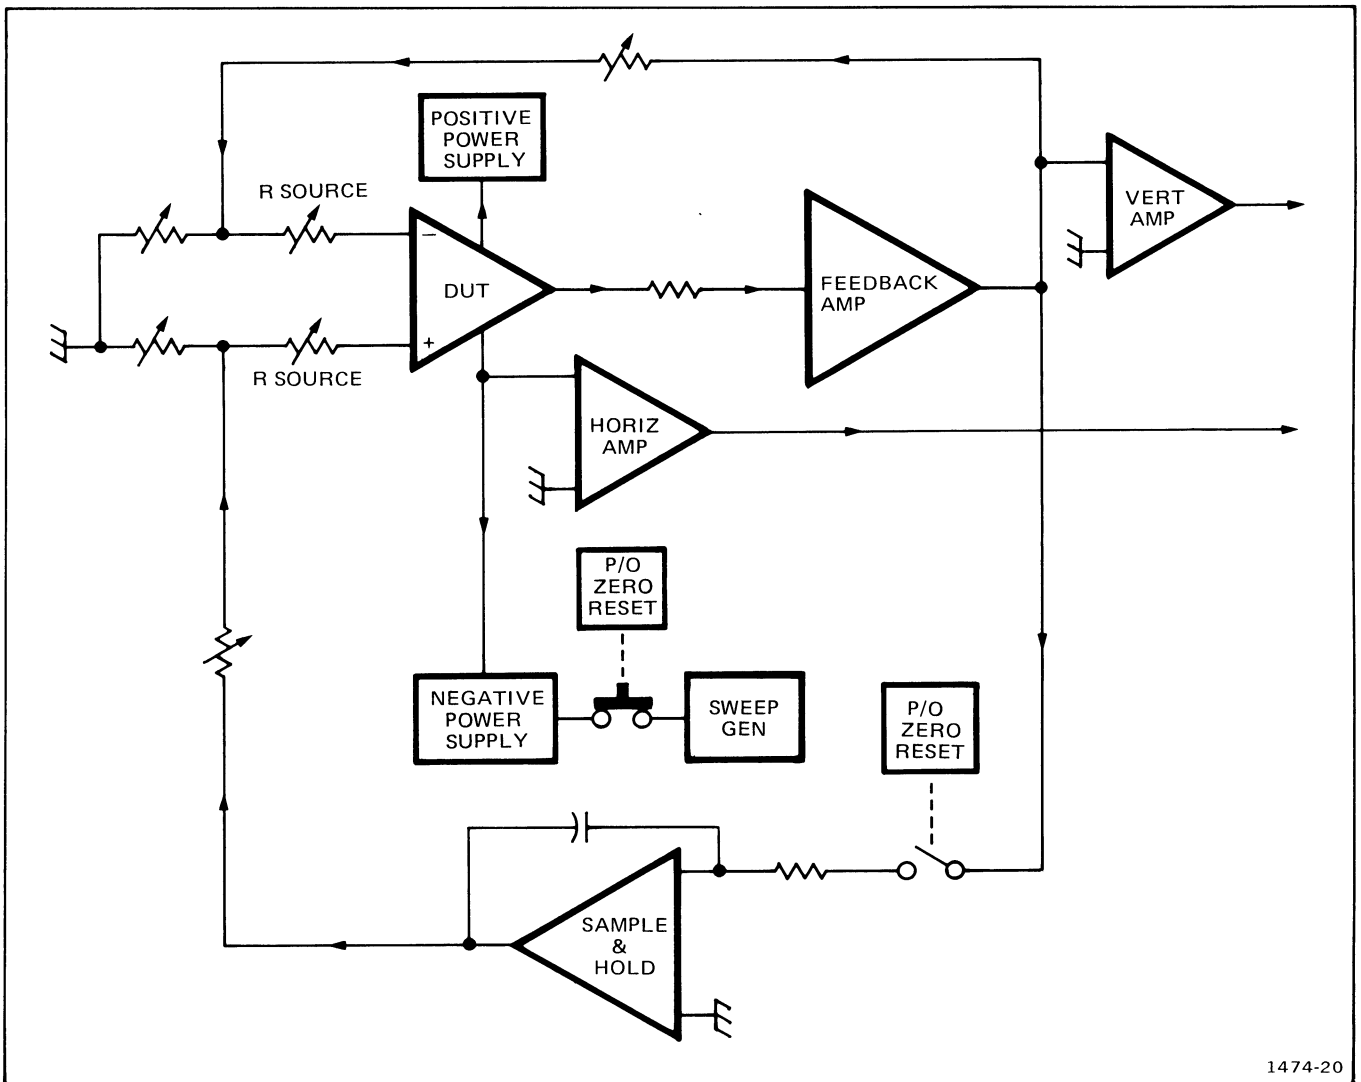 POSITIVE
POWER
SUPPLY
R SOURCE
VERT
AMP
−
DUT
+
FEEDBACK
AMP
R SOURCE
HORIZ
AMP
P/O
ZERO
RESET
NEGATIVE
POWER
SUPPLY
SWEEP
GEN
P/O
ZERO
RESET
SAMPLE
&
HOLD
1474-20